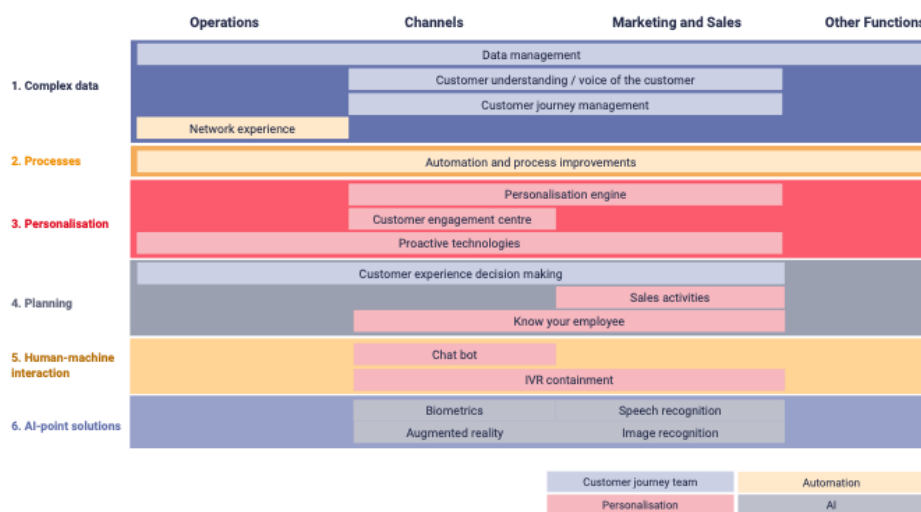 Operations Channels Marketing and Sales Other Functions
1. Complex data
Data management
Customer understanding / voice of the customer
Customer journey management
Network experience
2. Processes
Automation and process improvements
3. Personalisation
Personalisation engine
Customer engagement centre
Proactive technologies
4. Planning
Customer experience decision making
Sales activities
Know your employee
5. Human-machine
interaction
Chat bot
IVR containment
6. AI-point solutions
Biometrics Speech recognition
Augmented reality Image recognition
Customer journey team Automation
Personalisation AI